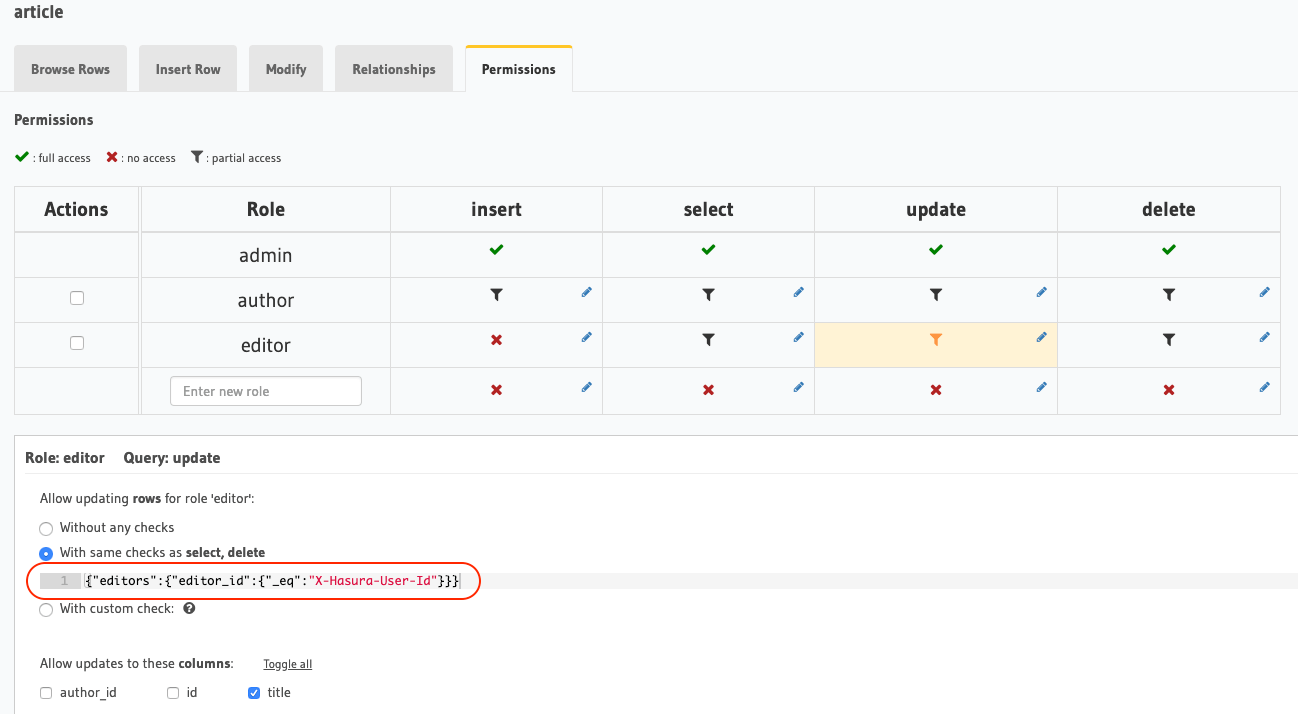 article
Browse Rows Insert Row Modify Relationships Permissions
Permissions
: full access : no access : partial access
Actions Role insert select update delete
admin
author
editor
Enter new role
Role: editor Query: update
Allow updating rows for role 'editor':
Without any checks
With same checks as select, delete
1 {"editors":{"editor_id":{"_eq":"X-Hasura-User-Id"}}}
With custom check: ?
Allow updates to these columns: Toggle all
author_id id title